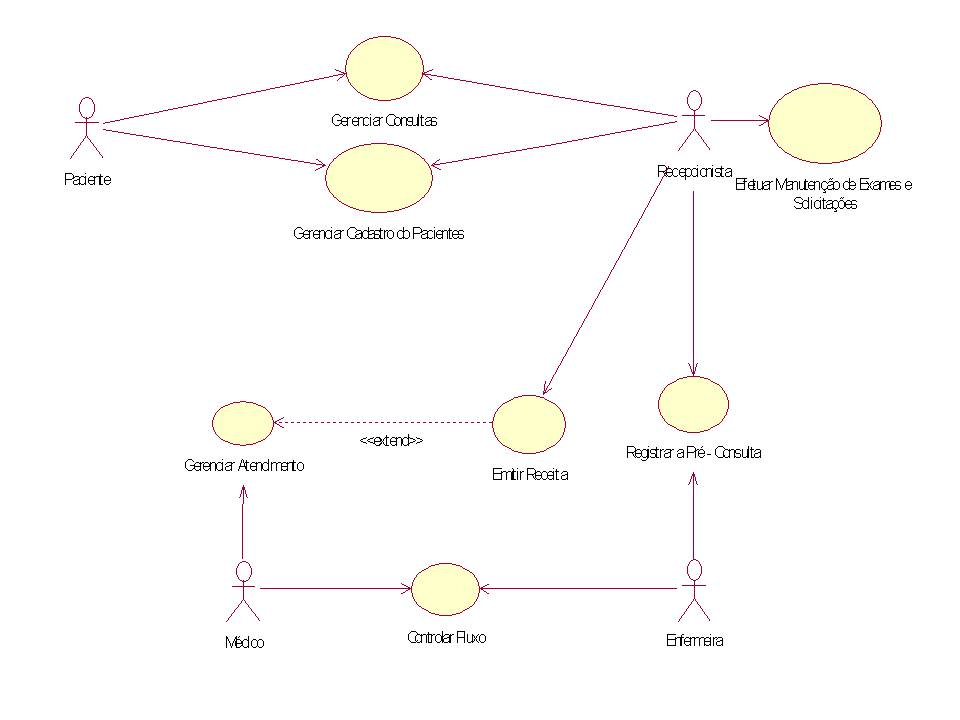 Gerenciar Consultas
Paciente
Recepcionista
Efetuar Manutenção de Exames e
Solicitações
Gerenciar Cadastro do Pacientes
<<extend>>
Gerenciar Atendimento
Emitir Receita
Registrar a Pré - Consulta
Médico
Controlar Fluxo
Enfermeira